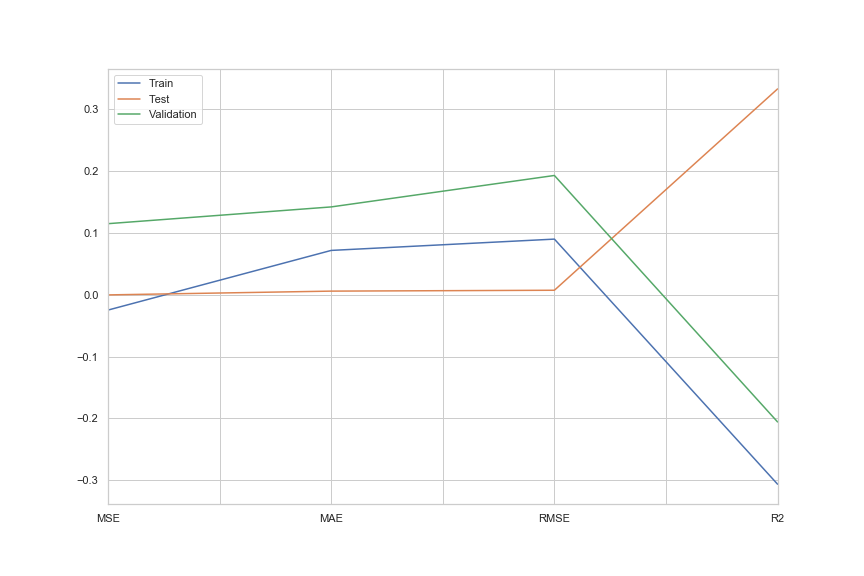 Train
Test
Validation
0.3
0.2
0.1
0.0
−0.1
−0.2
−0.3
MSE
MAE
RMSE
R2